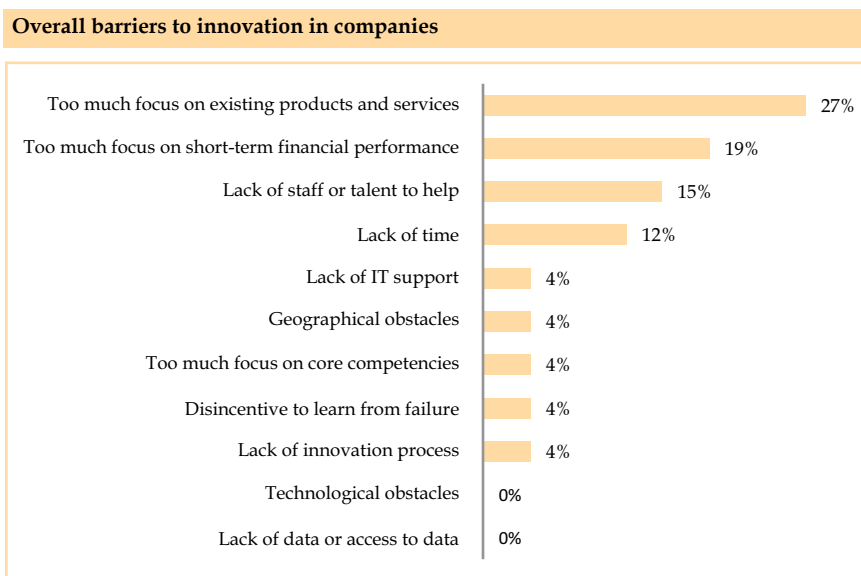 Overall barriers to innovation in companies
Too much focus on existing products and services 27%
Too much focus on short-term financial performance 19%
Lack of staff or talent to help 15%
Lack of time 12%
Lack of IT support 4%
Geographical obstacles 4%
Too much focus on core competencies 4%
Disincentive to learn from failure 4%
Lack of innovation process 4%
Technological obstacles 0%
Lack of data or access to data 0%